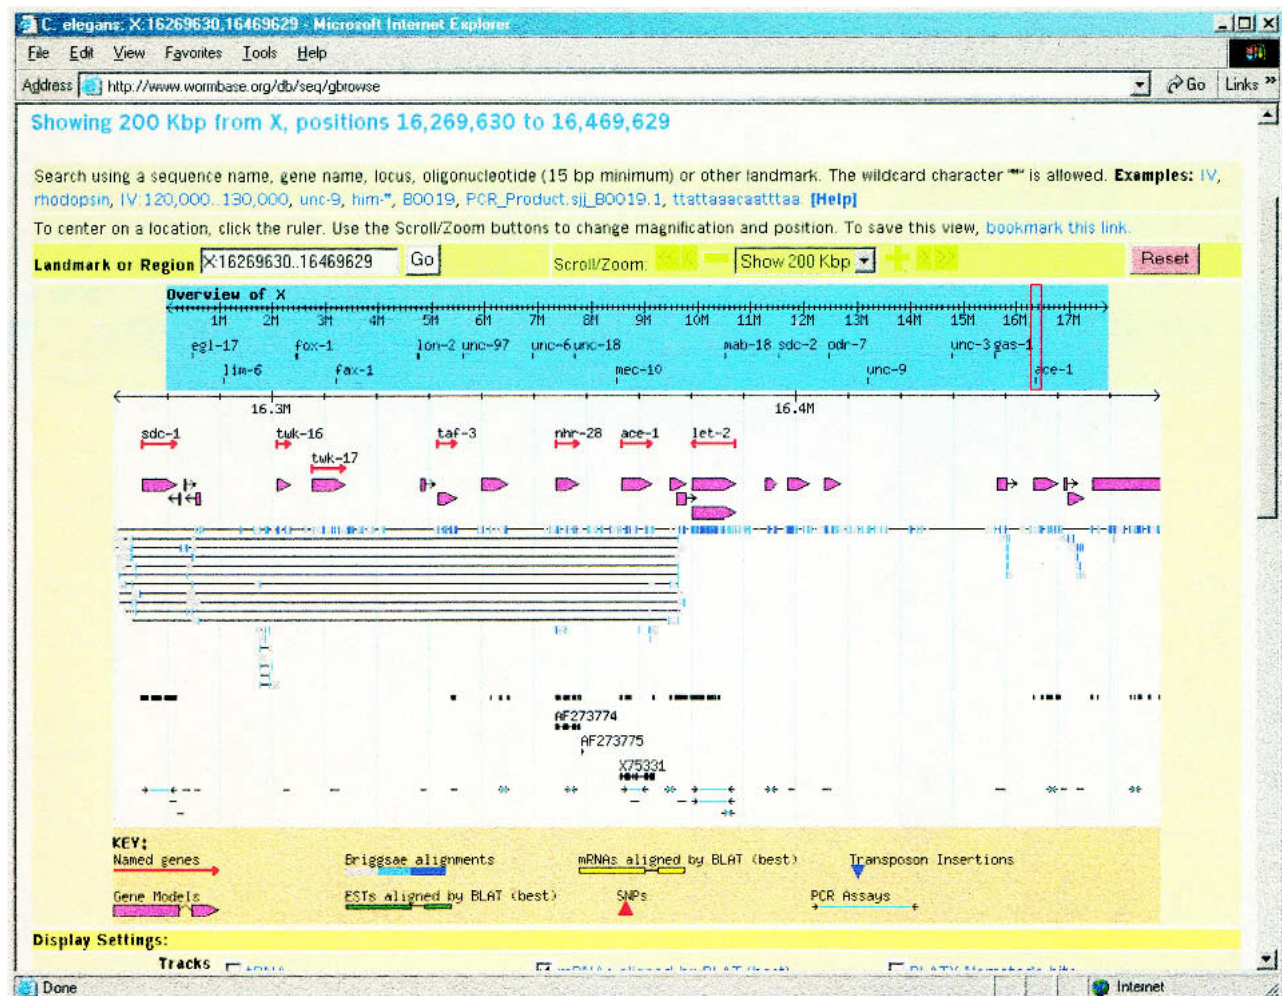 C. elegans: X:16269630,16469629 - Microsoft Internet Explorer
File Edit View Favorites Tools Help
Address http://www.wormbase.org/db/seq/gbrowse Go Links »
Showing 200 Kbp from X, positions 16,269,630 to 16,469,629
Search using a sequence name, gene name, locus, oligonucleotide (15 bp minimum) or other landmark. The wildcard character "*" is allowed. Examples: IV,
rhodopsin, IV:120,000..130,000, unc-9, him-*, B0019, PCR_Product:sjj_B0019.1, ttattaaacaatttaa. [Help]
To center on a location, click the ruler. Use the Scroll/Zoom buttons to change magnification and position. To save this view, bookmark this link.
Landmark or Region X:16269630..16469629 Go Scroll/Zoom: Show 200 Kbp Reset
Overview of X
1M 2M 3M 4M 5M 6M 7M 8M 9M 10M 11M 12M 13M 14M 15M 16M 17M
egl-17 fox-1 lon-2 unc-97 unc-6 unc-18 mab-18 sdc-2 odr-7 unc-3 gas-1
lim-6 fax-1 mec-10 unc-9 ace-1
16.3M 16.4M
sdc-1 twk-16 taf-3 nhr-28 ace-1 let-2
twk-17
AF273774
AF273775
X75331
KEY:
Named genes Briggsae alignments mRNAs aligned by BLAT (best) Transposon Insertions
Gene Models ESTs aligned by BLAT (best) SNPs PCR Assays
Display Settings:
Tracks tRNA mRNAs aligned by BLAT (best) BLATX Nematode hits
Done Internet